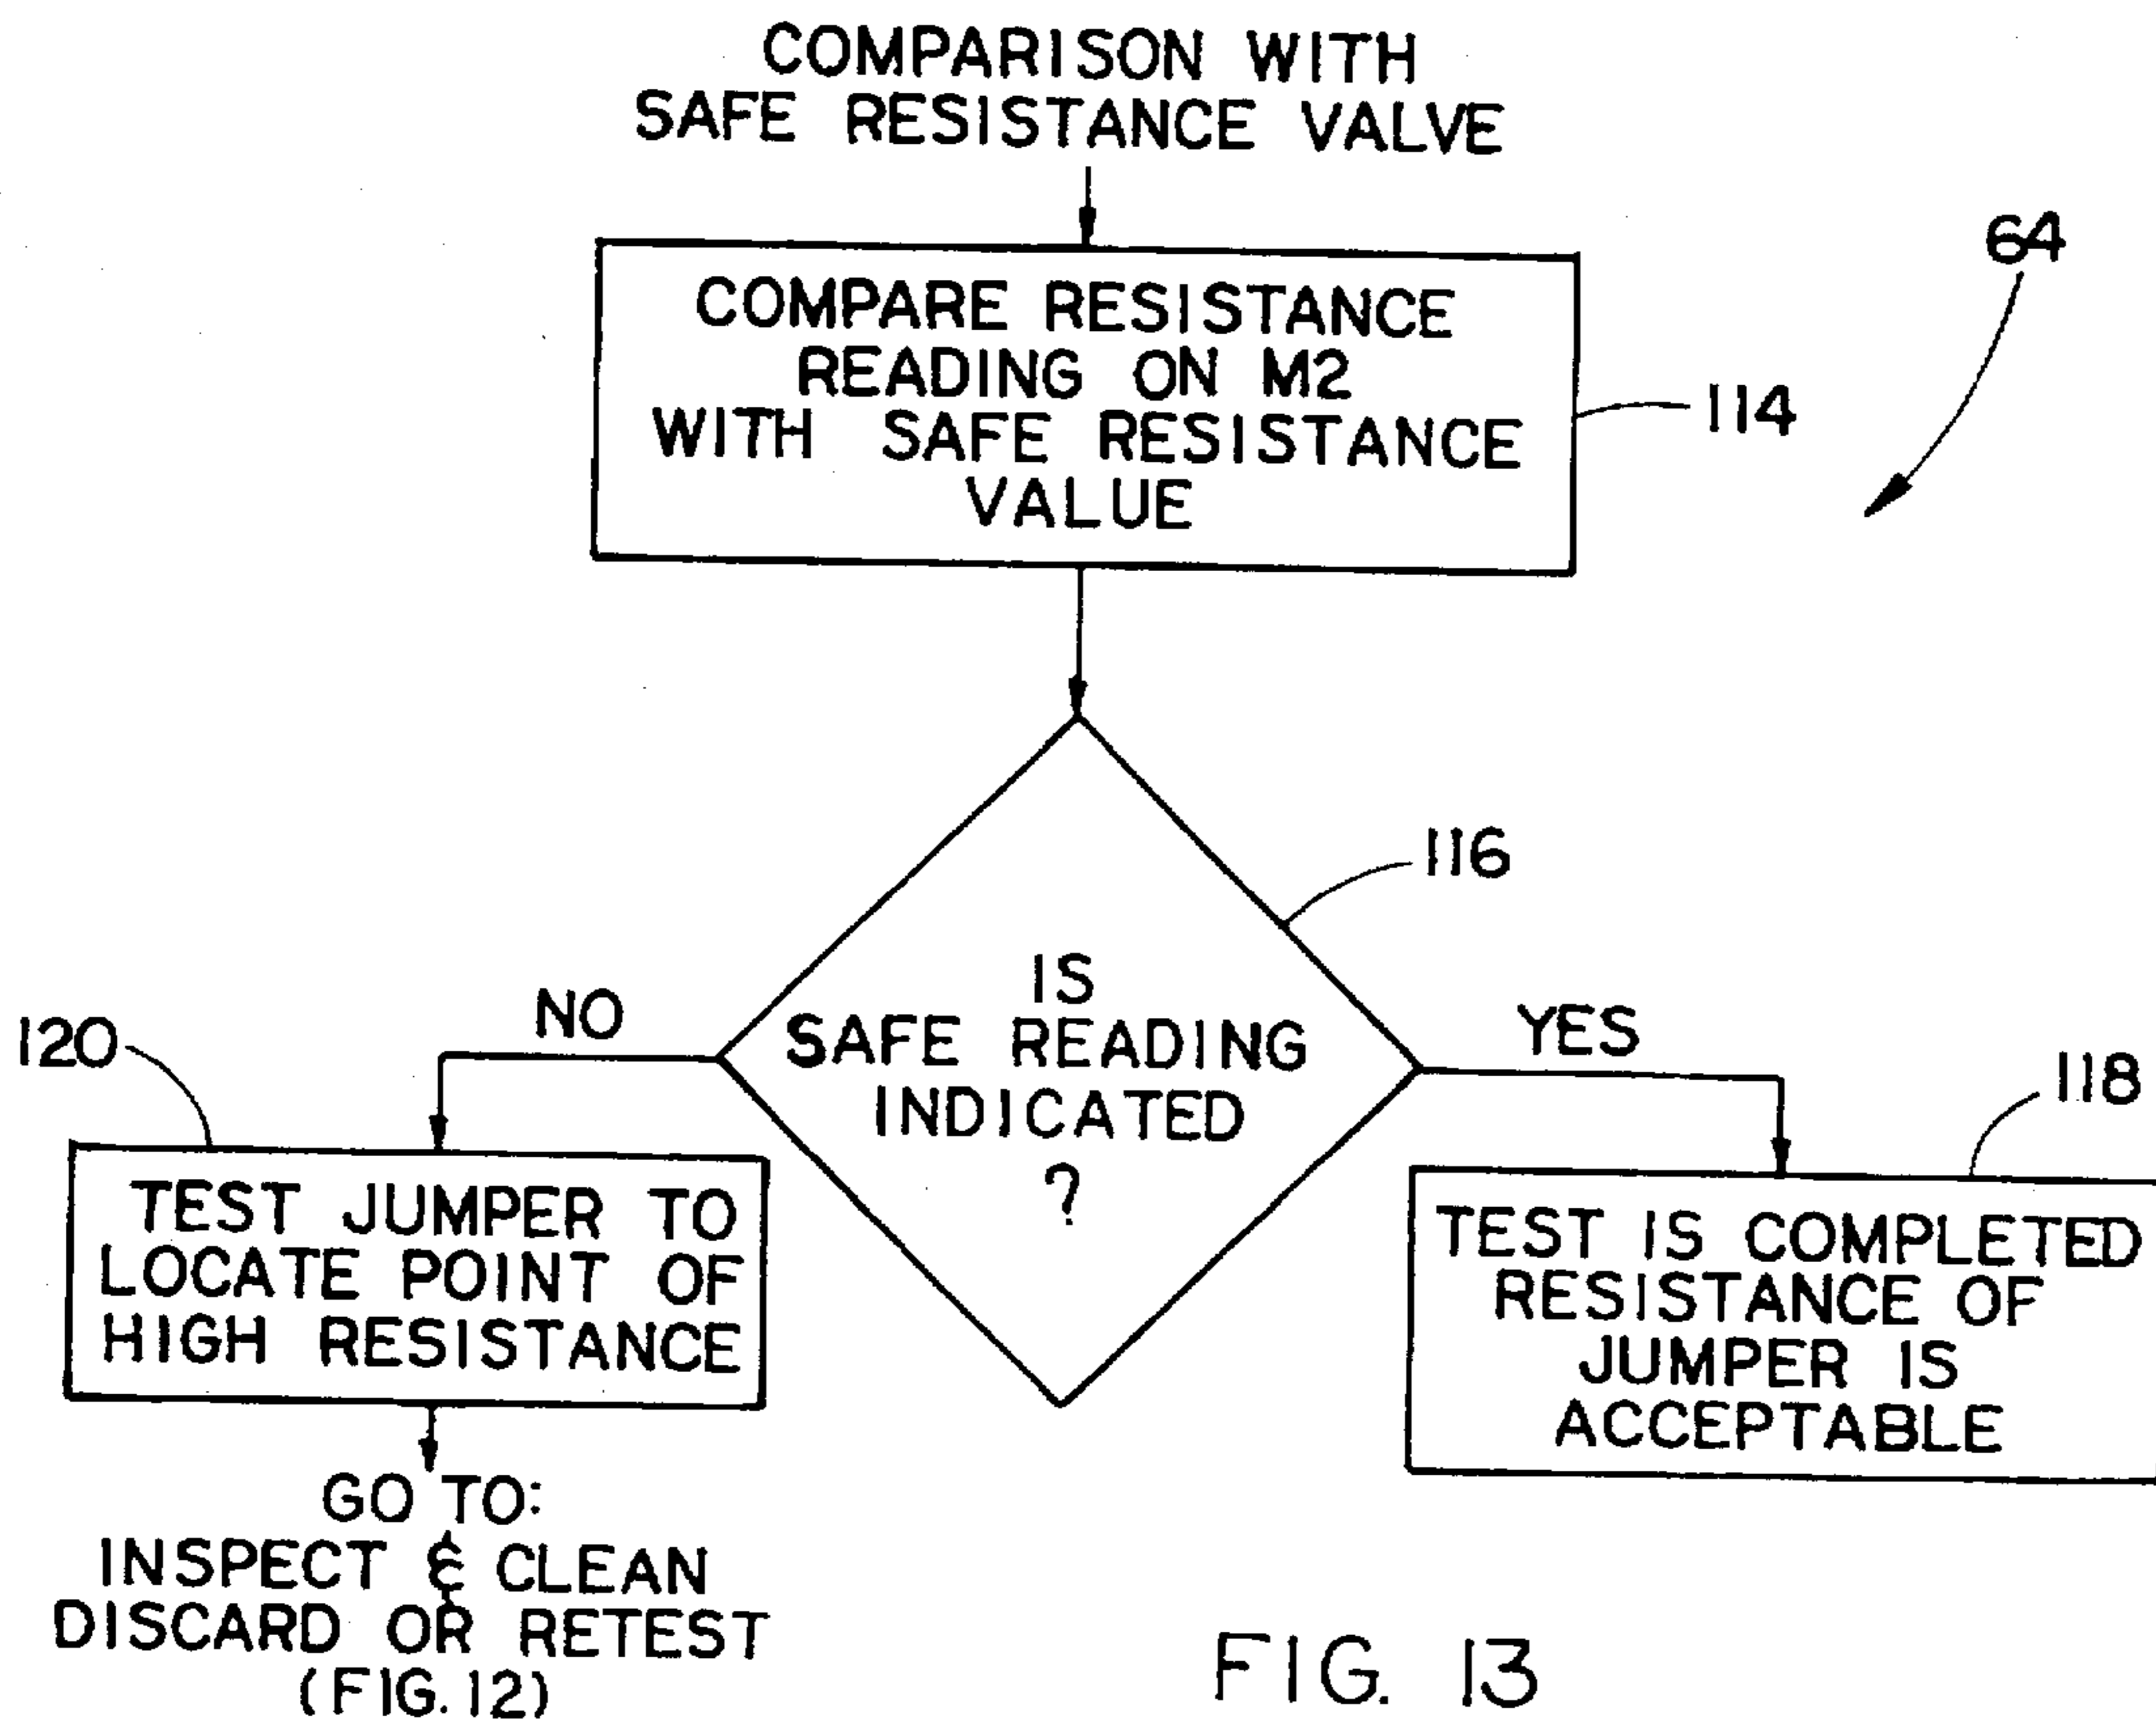 COMPARISON WITH
SAFE RESISTANCE VALVE
64
COMPARE RESISTANCE
READING ON M2
WITH SAFE RESISTANCE
VALUE
114
116
IS
SAFE READING
INDICATED
?
NO
YES
120
118
TEST JUMPER TO
LOCATE POINT OF
HIGH RESISTANCE
TEST IS COMPLETED
RESISTANCE OF
JUMPER IS
ACCEPTABLE
GO TO:
INSPECT & CLEAN
DISCARD OR RETEST
(FIG.12)
FIG. 13